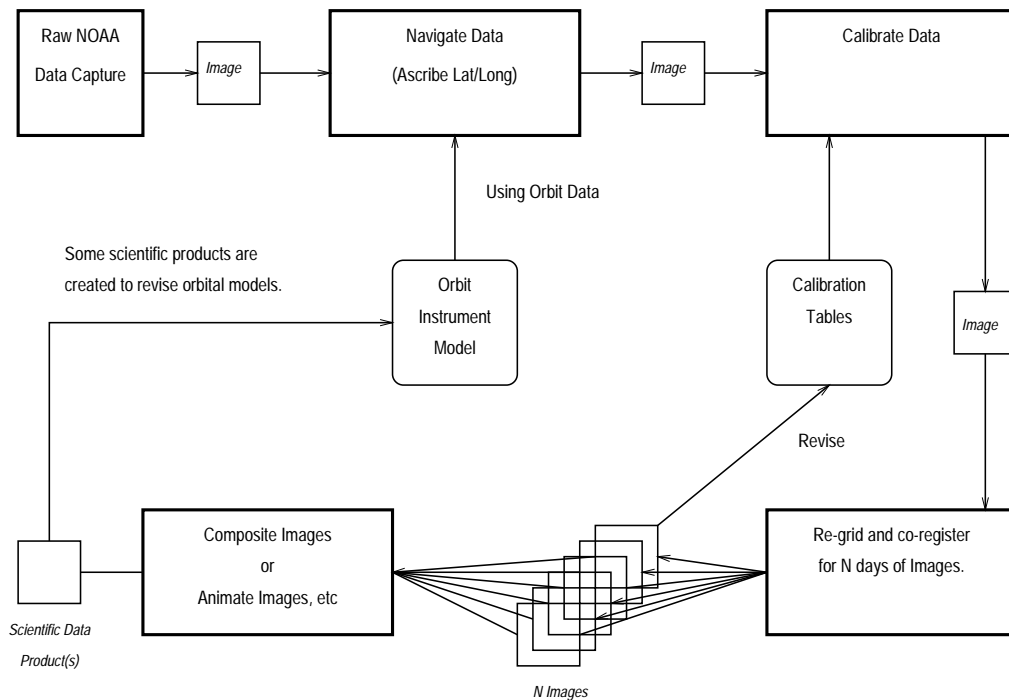 Raw NOAA
Data Capture
Image
Navigate Data
(Ascribe Lat/Long)
Image
Calibrate Data
Using Orbit Data
Some scientific products are
created to revise orbital models.
Orbit
Instrument
Model
Calibration
Tables
Image
Revise
Composite Images
or
Animate Images, etc
Re-grid and co-register
for N days of Images.
Scientific Data
Product(s)
N Images